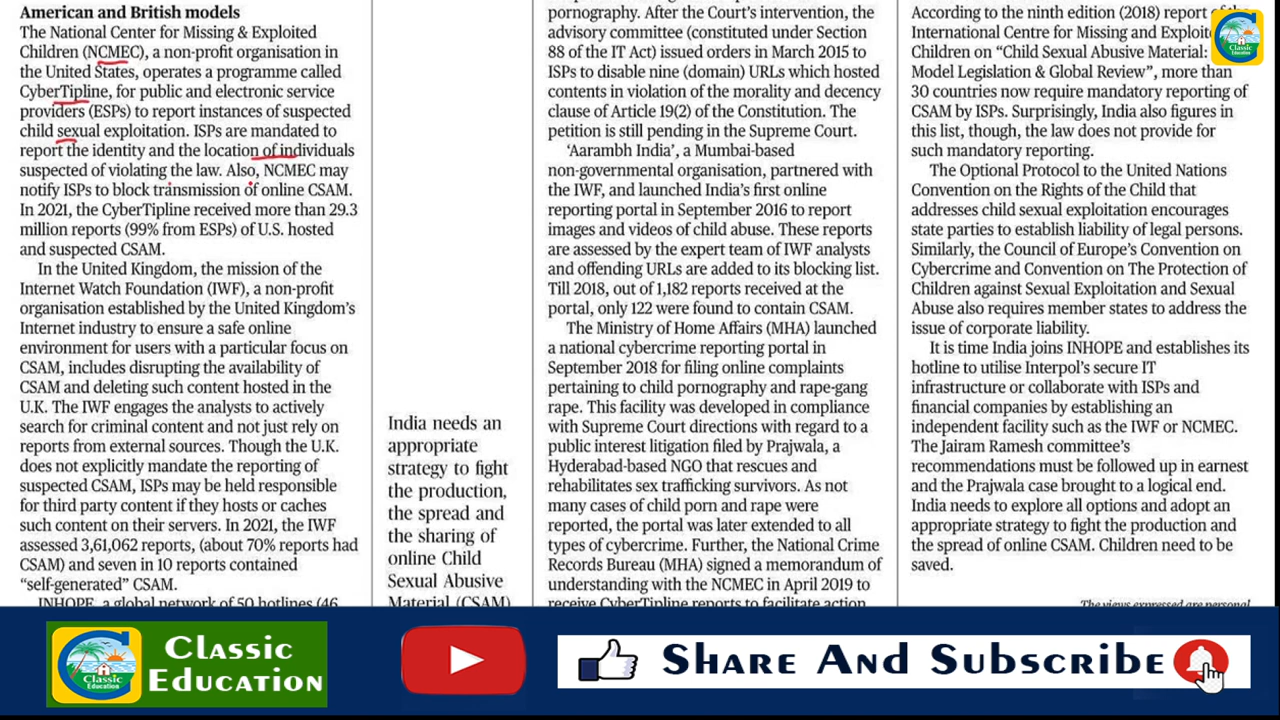 American and British models
The National Center for Missing & Exploited
Children (NCMEC), a non-profit organisation in
the United States, operates a programme called
CyberTipline, for public and electronic service
providers (ESPs) to report instances of suspected
child sexual exploitation. ISPs are mandated to
report the identity and the location of individuals
suspected of violating the law. Also, NCMEC may
notify ISPs to block transmission of online CSAM.
In 2021, the CyberTipline received more than 29.3
million reports (99% from ESPs) of U.S. hosted
and suspected CSAM.
In the United Kingdom, the mission of the
Internet Watch Foundation (IWF), a non-profit
organisation established by the United Kingdom's
Internet industry to ensure a safe online
environment for users with a particular focus on
CSAM, includes disrupting the availability of
CSAM and deleting such content hosted in the
U.K. The IWF engages the analysts to actively
search for criminal content and not just rely on
reports from external sources. Though the U.K.
does not explicitly mandate the reporting of
suspected CSAM, ISPs may be held responsible
for third party content if they hosts or caches
such content on their servers. In 2021, the IWF
assessed 3,61,062 reports, (about 70% reports had
CSAM) and seven in 10 reports contained
"self-generated" CSAM.
INHOPE, a global network of 50 hotlines (46
India needs an
appropriate
strategy to fight
the production,
the spread and
the sharing of
online Child
Sexual Abusive
Material (CSAM)
pornography. After the Court's intervention, the
advisory committee (constituted under Section
88 of the IT Act) issued orders in March 2015 to
ISPs to disable nine (domain) URLs which hosted
contents in violation of the morality and decency
clause of Article 19(2) of the Constitution. The
petition is still pending in the Supreme Court.
'Aarambh India', a Mumbai-based
non-governmental organisation, partnered with
the IWF, and launched India's first online
reporting portal in September 2016 to report
images and videos of child abuse. These reports
are assessed by the expert team of IWF analysts
and offending URLs are added to its blocking list.
Till 2018, out of 1,182 reports received at the
portal, only 122 were found to contain CSAM.
The Ministry of Home Affairs (MHA) launched
a national cybercrime reporting portal in
September 2018 for filing online complaints
pertaining to child pornography and rape-gang
rape. This facility was developed in compliance
with Supreme Court directions with regard to a
public interest litigation filed by Prajwala, a
Hyderabad-based NGO that rescues and
rehabilitates sex trafficking survivors. As not
many cases of child porn and rape were
reported, the portal was later extended to all
types of cybercrime. Further, the National Crime
Records Bureau (MHA) signed a memorandum of
understanding with the NCMEC in April 2019 to
receive CyberTipline reports to facilitate action
According to the ninth edition (2018) report of the
International Centre for Missing and Exploited
Children on "Child Sexual Abusive Material:
Model Legislation & Global Review", more than
30 countries now require mandatory reporting of
CSAM by ISPs. Surprisingly, India also figures in
this list, though, the law does not provide for
such mandatory reporting.
The Optional Protocol to the United Nations
Convention on the Rights of the Child that
addresses child sexual exploitation encourages
state parties to establish liability of legal persons.
Similarly, the Council of Europe's Convention on
Cybercrime and Convention on The Protection of
Children against Sexual Exploitation and Sexual
Abuse also requires member states to address the
issue of corporate liability.
It is time India joins INHOPE and establishes its
hotline to utilise Interpol's secure IT
infrastructure or collaborate with ISPs and
financial companies by establishing an
independent facility such as the IWF or NCMEC.
The Jairam Ramesh committee's
recommendations must be followed up in earnest
and the Prajwala case brought to a logical end.
India needs to explore all options and adopt an
appropriate strategy to fight the production and
the spread of online CSAM. Children need to be
saved.
The views expressed are personal
Classic
Education
Classic
Education
Classic
Education
Share And Subscribe